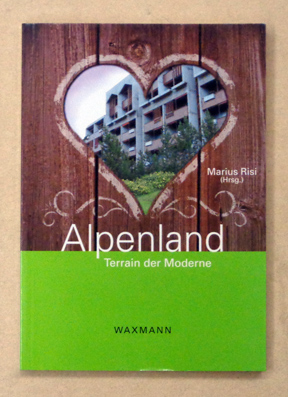 Marius Risi
(Hrsg.)
Alpenland
Terrain der Moderne
WAXMANN